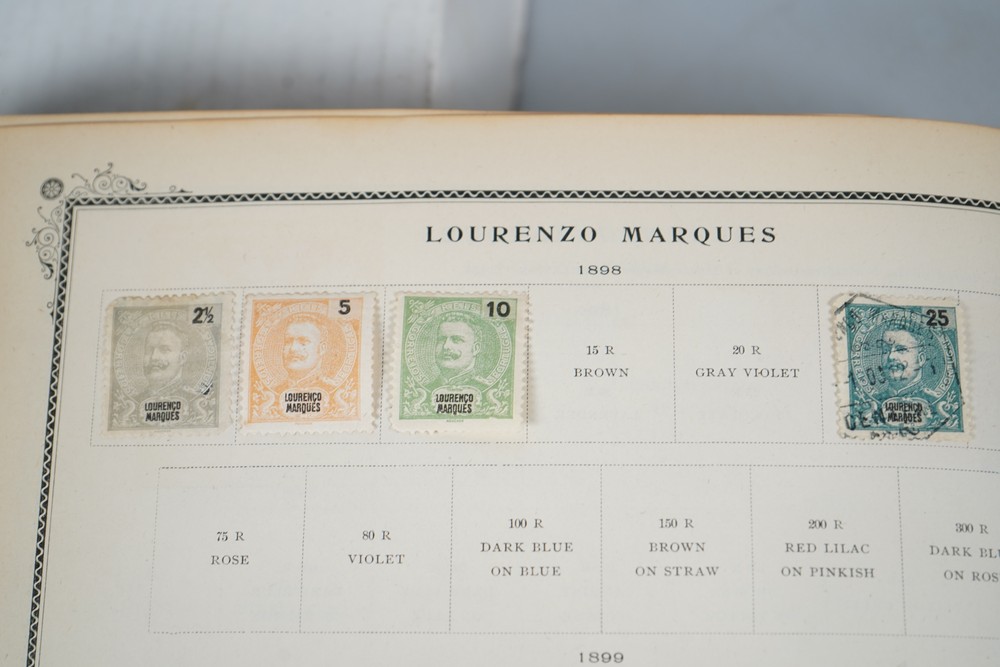 LOURENZO MARQUES
1898
2½
LOURENÇO
MARQUES
5
LOURENÇO
MARQUES
10
LOURENÇO
MARQUES
15 R
BROWN
20 R
GRAY VIOLET
25
LOURENÇO
MARQUES
75 R
ROSE
80 R
VIOLET
100 R
DARK BLUE
ON BLUE
150 R
BROWN
ON STRAW
200 R
RED LILAC
ON PINKISH
300 R
DARK
ON
1899